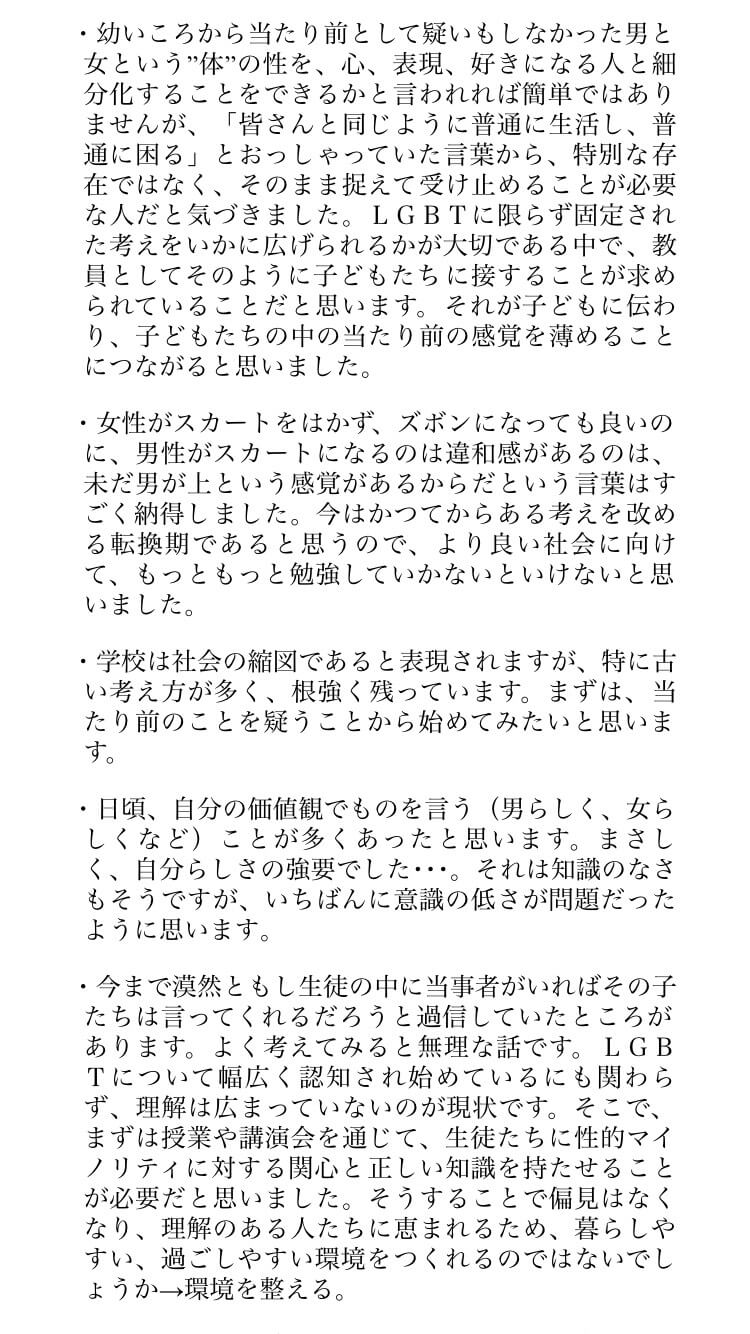 ・幼いころから当たり前として疑いもしなかった男と
女という”体”の性を、心、表現、好きになる人と細
分化することをできるかと言われれば簡単ではあり
ませんが、「皆さんと同じように普通に生活し、普
通に困る」とおっしゃっていた言葉から、特別な存
在ではなく、そのまま捉えて受け止めることが必要
な人だと気づきました。ＬＧＢＴに限らず固定され
た考えをいかに広げられるかが大切である中で、教
員としてそのように子どもたちに接することが求め
られていることだと思います。それが子どもに伝わ
り、子どもたちの中の当たり前の感覚を薄めること
につながると思いました。
・女性がスカートをはかず、ズボンになっても良いの
に、男性がスカートになるのは違和感があるのは、
未だ男が上という感覚があるからだという言葉はす
ごく納得しました。今はかつてからある考えを改め
る転換期であると思うので、より良い社会に向け
て、もっともっと勉強していかないといけないと思
いました。
・学校は社会の縮図であると表現されますが、特に古
い考え方が多く、根強く残っています。まずは、当
たり前のことを疑うことから始めてみたいと思いま
す。
・日頃、自分の価値観でものを言う（男らしく、女ら
しくなど）ことが多くあったと思います。まさし
く、自分らしさの強要でした･･･。それは知識のなさ
もそうですが、いちばんに意識の低さが問題だった
ように思います。
・今まで漠然ともし生徒の中に当事者がいればその子
たちは言ってくれるだろうと過信していたところが
あります。よく考えてみると無理な話です。ＬＧＢ
Ｔについて幅広く認知され始めているにも関わら
ず、理解は広まっていないのが現状です。そこで、
まずは授業や講演会を通じて、生徒たちに性的マイ
ノリティに対する関心と正しい知識を持たせること
が必要だと思いました。そうすることで偏見はなく
なり、理解のある人たちに恵まれるため、暮らしや
すい、過ごしやすい環境をつくれるのではないでし
ょうか→環境を整える。